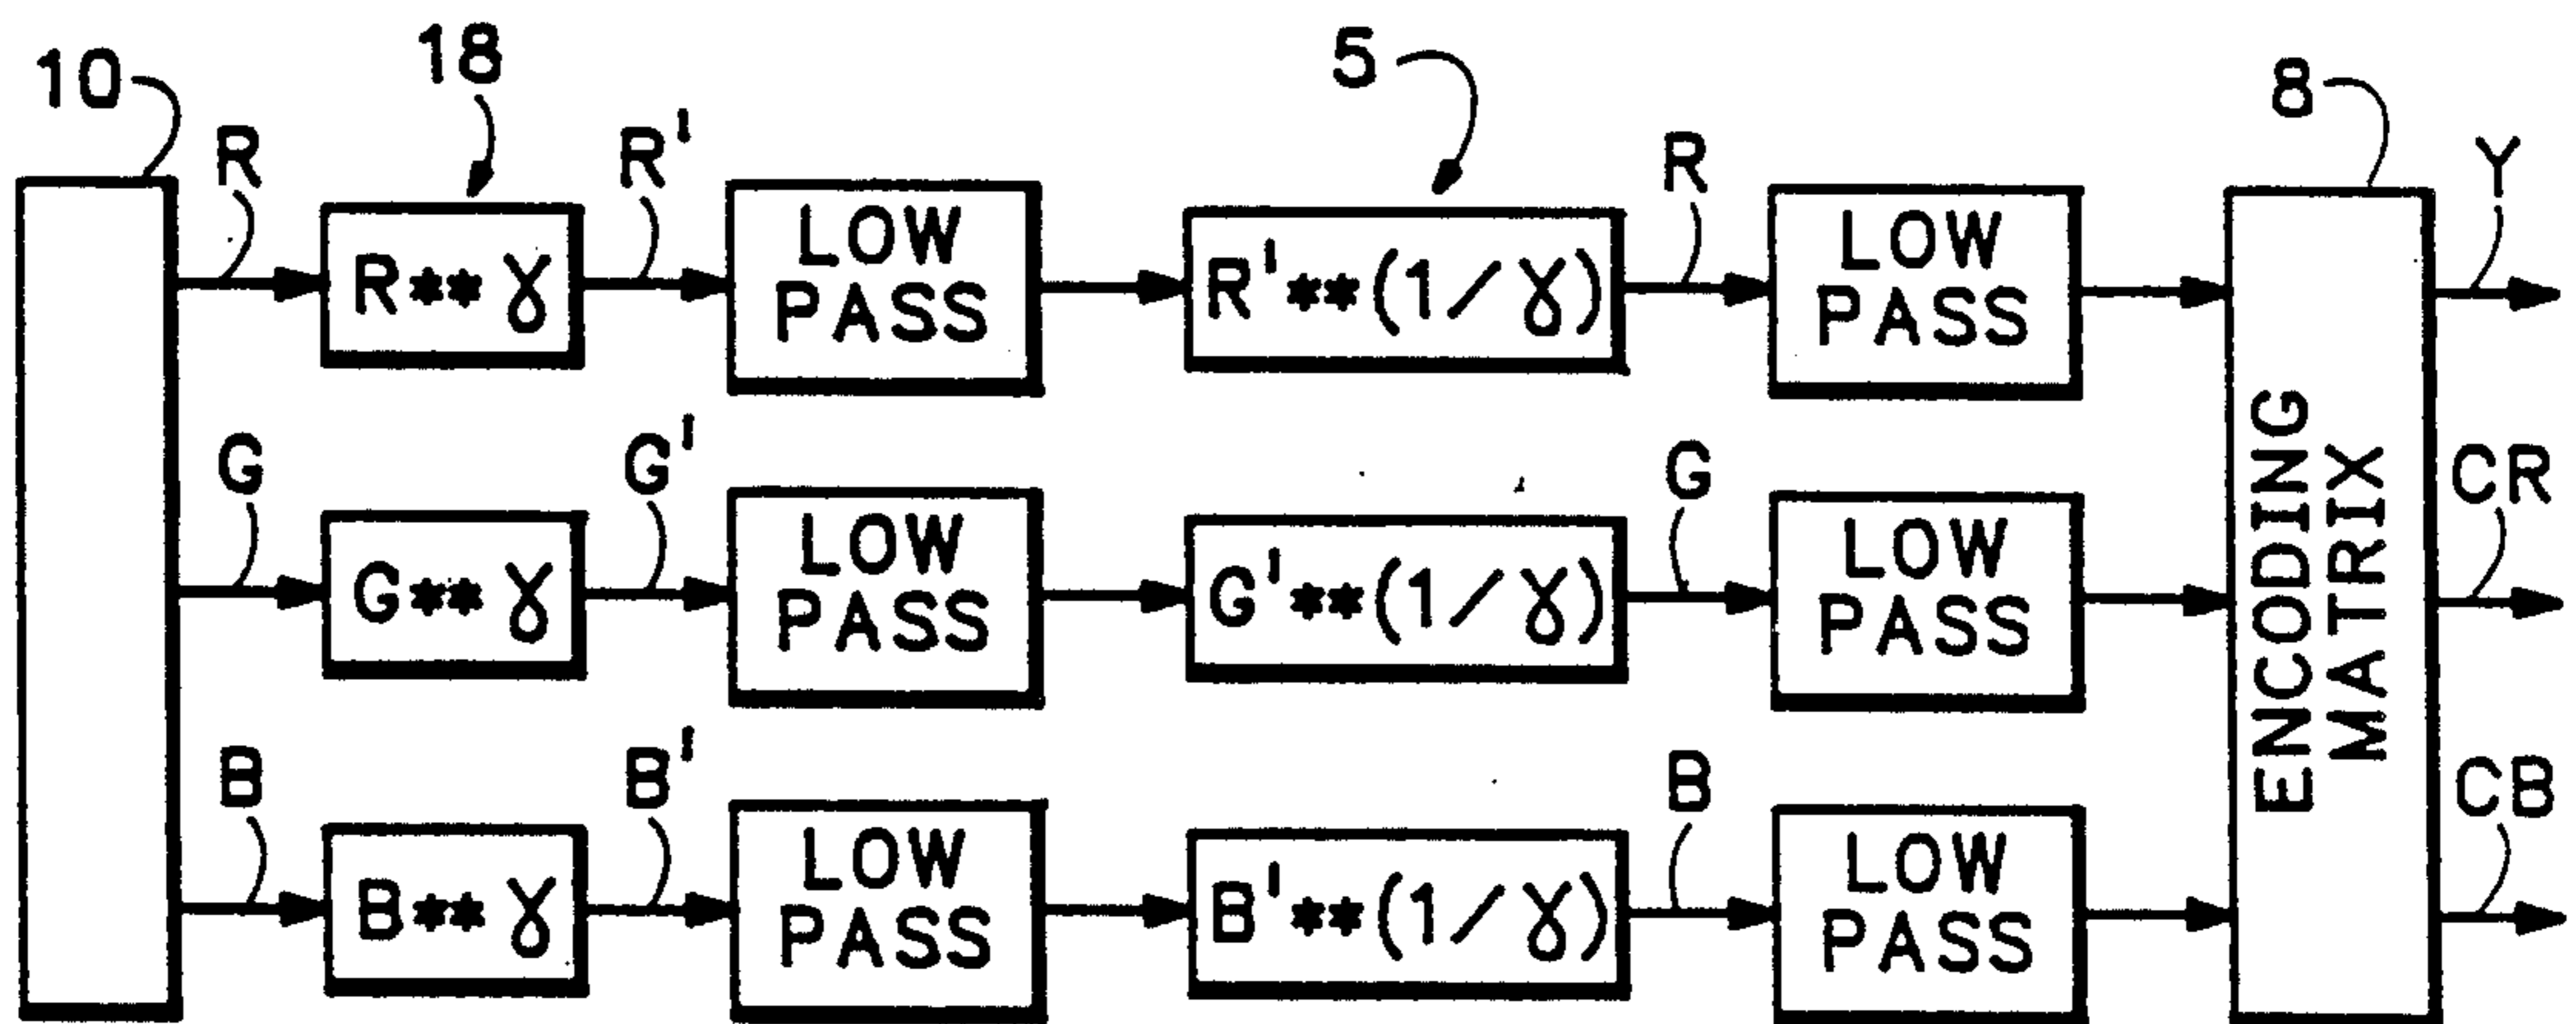 10
18
5
8
R
R'
R
Y
R**γ
LOW
PASS
R'**(1/γ)
LOW
PASS
G
G'
G
CR
G**γ
LOW
PASS
G'**(1/γ)
LOW
PASS
ENCODING
MATRIX
B
B'
B
CB
B**γ
LOW
PASS
B'**(1/γ)
LOW
PASS